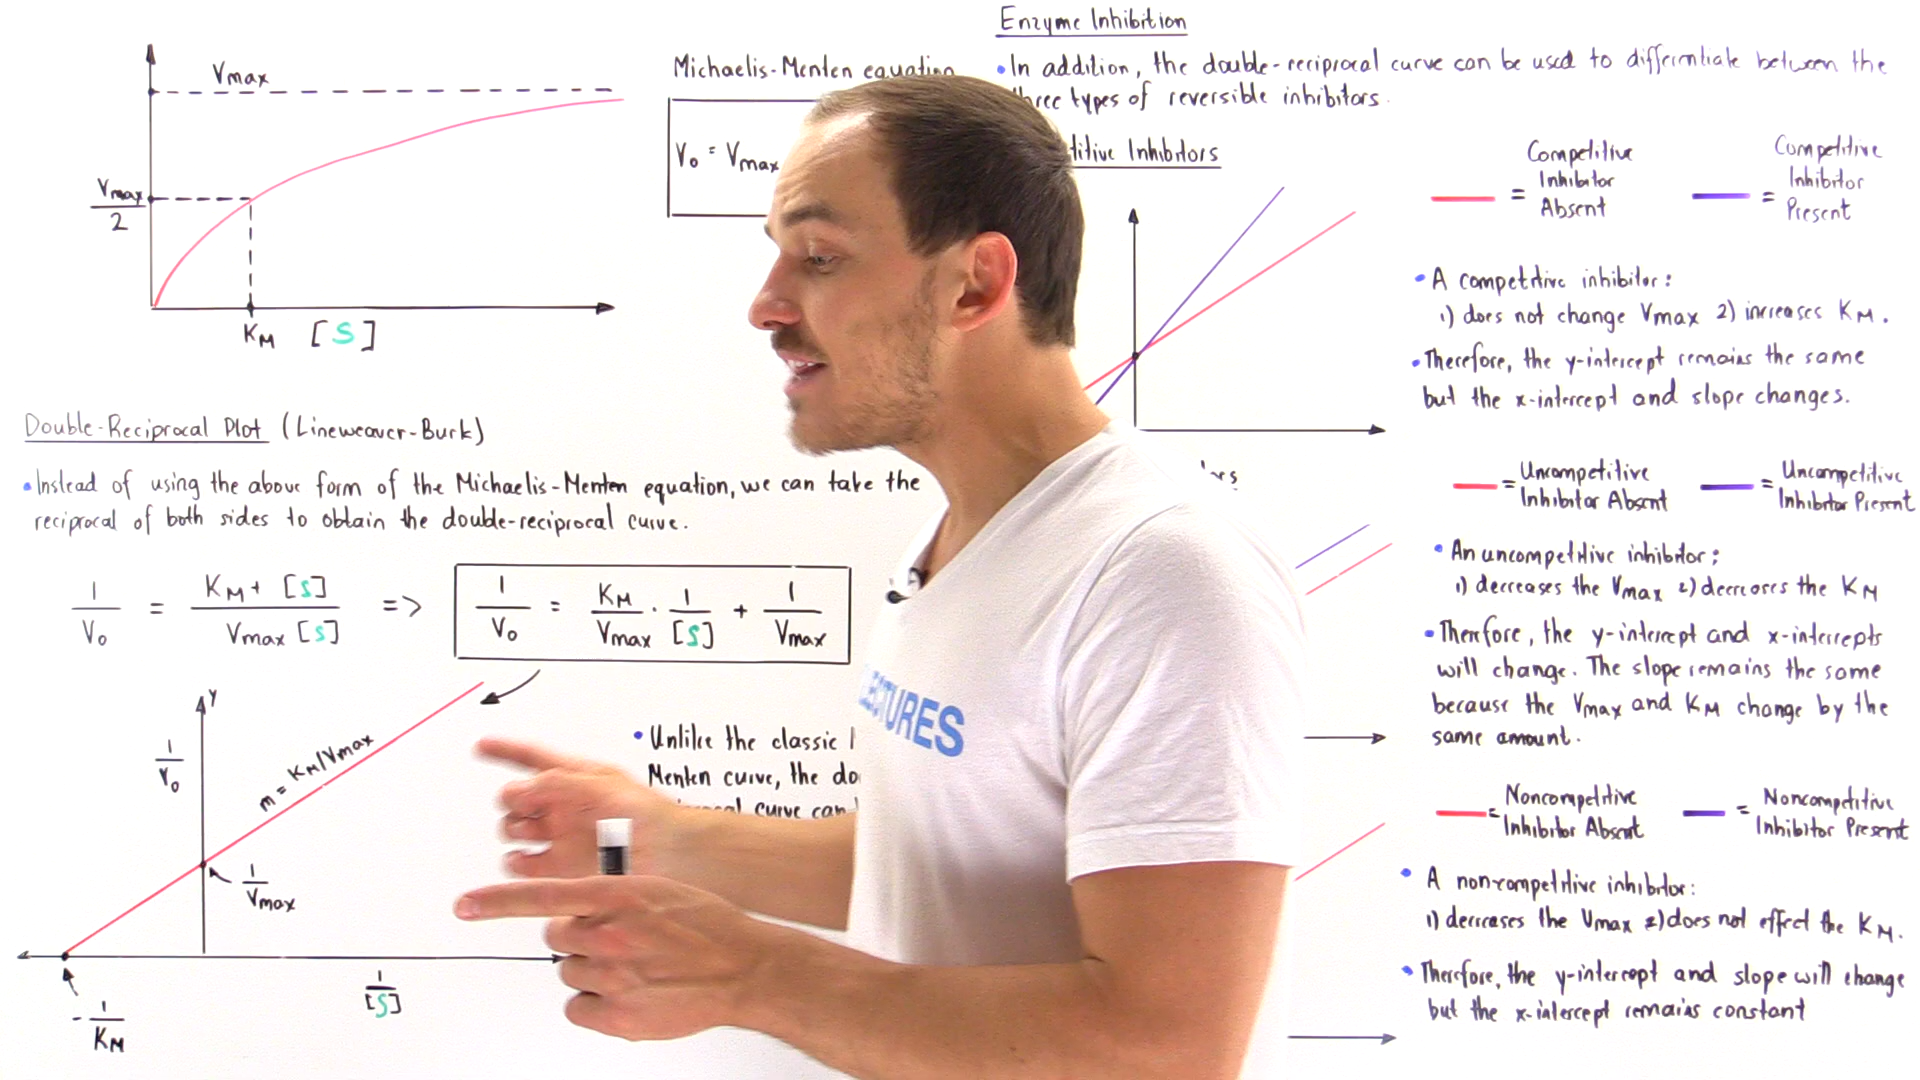 Vmax
Vmax
2
KM [S]
Michaelis-Menten equation
V0 = Vmax
Enzyme Inhibition
• In addition, the double-reciprocal curve can be used to differentiate between the
three types of reversible inhibitors.
Inhibitors
= Competitive Inhibitor Absent
= Competitive Inhibitor Present
• A competitive inhibitor:
1) does not change Vmax 2) increases KM.
• Therefore, the y-intercept remains the same
but the x-intercept and slope changes.
Double-Reciprocal Plot (Lineweaver-Burk)
• Instead of using the above form of the Michaelis-Menten equation, we can take the
reciprocal of both sides to obtain the double-reciprocal curve.
1/V0 = KM + [S] / Vmax [S] => 1/V0 = KM/Vmax · 1/[S] + 1/Vmax
Y
1/V0
m = KM/Vmax
1/Vmax
1/[S]
-1/KM
• Unlike the classic
Menten curve, the
curve can
LECTURES
= Uncompetitive Inhibitor Absent
= Uncompetitive Inhibitor Present
• An uncompetitive inhibitor:
1) decreases the Vmax 2) decreases the KM
• Therefore, the y-intercept and x-intercepts
will change. The slope remains the same
because the Vmax and KM change by the
same amount.
= Noncompetitive Inhibitor Absent
= Noncompetitive Inhibitor Present
• A noncompetitive inhibitor:
1) decreases the Vmax 2) does not effect the KM.
• Therefore, the y-intercept and slope will change
but the x-intercept remains constant